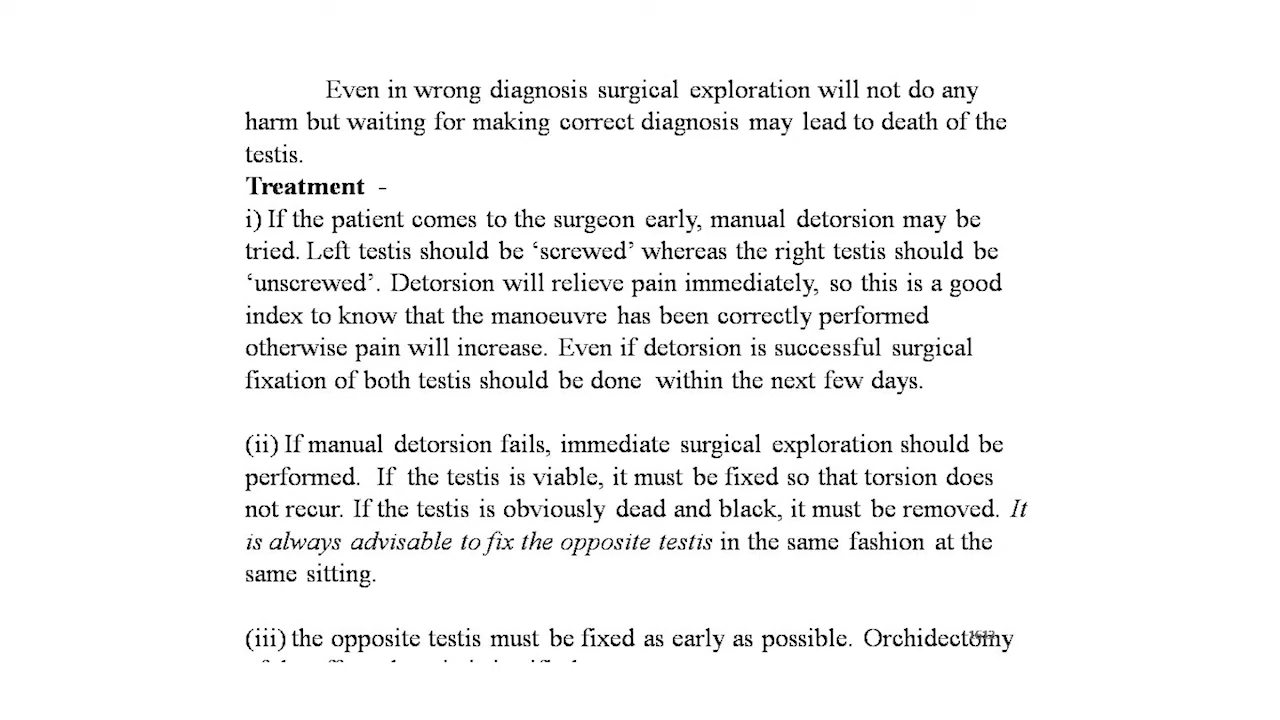 Even in wrong diagnosis surgical exploration will not do any
harm but waiting for making correct diagnosis may lead to death of the
testis.
Treatment -
i) If the patient comes to the surgeon early, manual detorsion may be
tried. Left testis should be ‘screwed’ whereas the right testis should be
‘unscrewed’. Detorsion will relieve pain immediately, so this is a good
index to know that the manoeuvre has been correctly performed
otherwise pain will increase. Even if detorsion is successful surgical
fixation of both testis should be done within the next few days.
(ii) If manual detorsion fails, immediate surgical exploration should be
performed. If the testis is viable, it must be fixed so that torsion does
not recur. If the testis is obviously dead and black, it must be removed. It
is always advisable to fix the opposite testis in the same fashion at the
same sitting.
(iii) the opposite testis must be fixed as early as possible. Orchidectomy